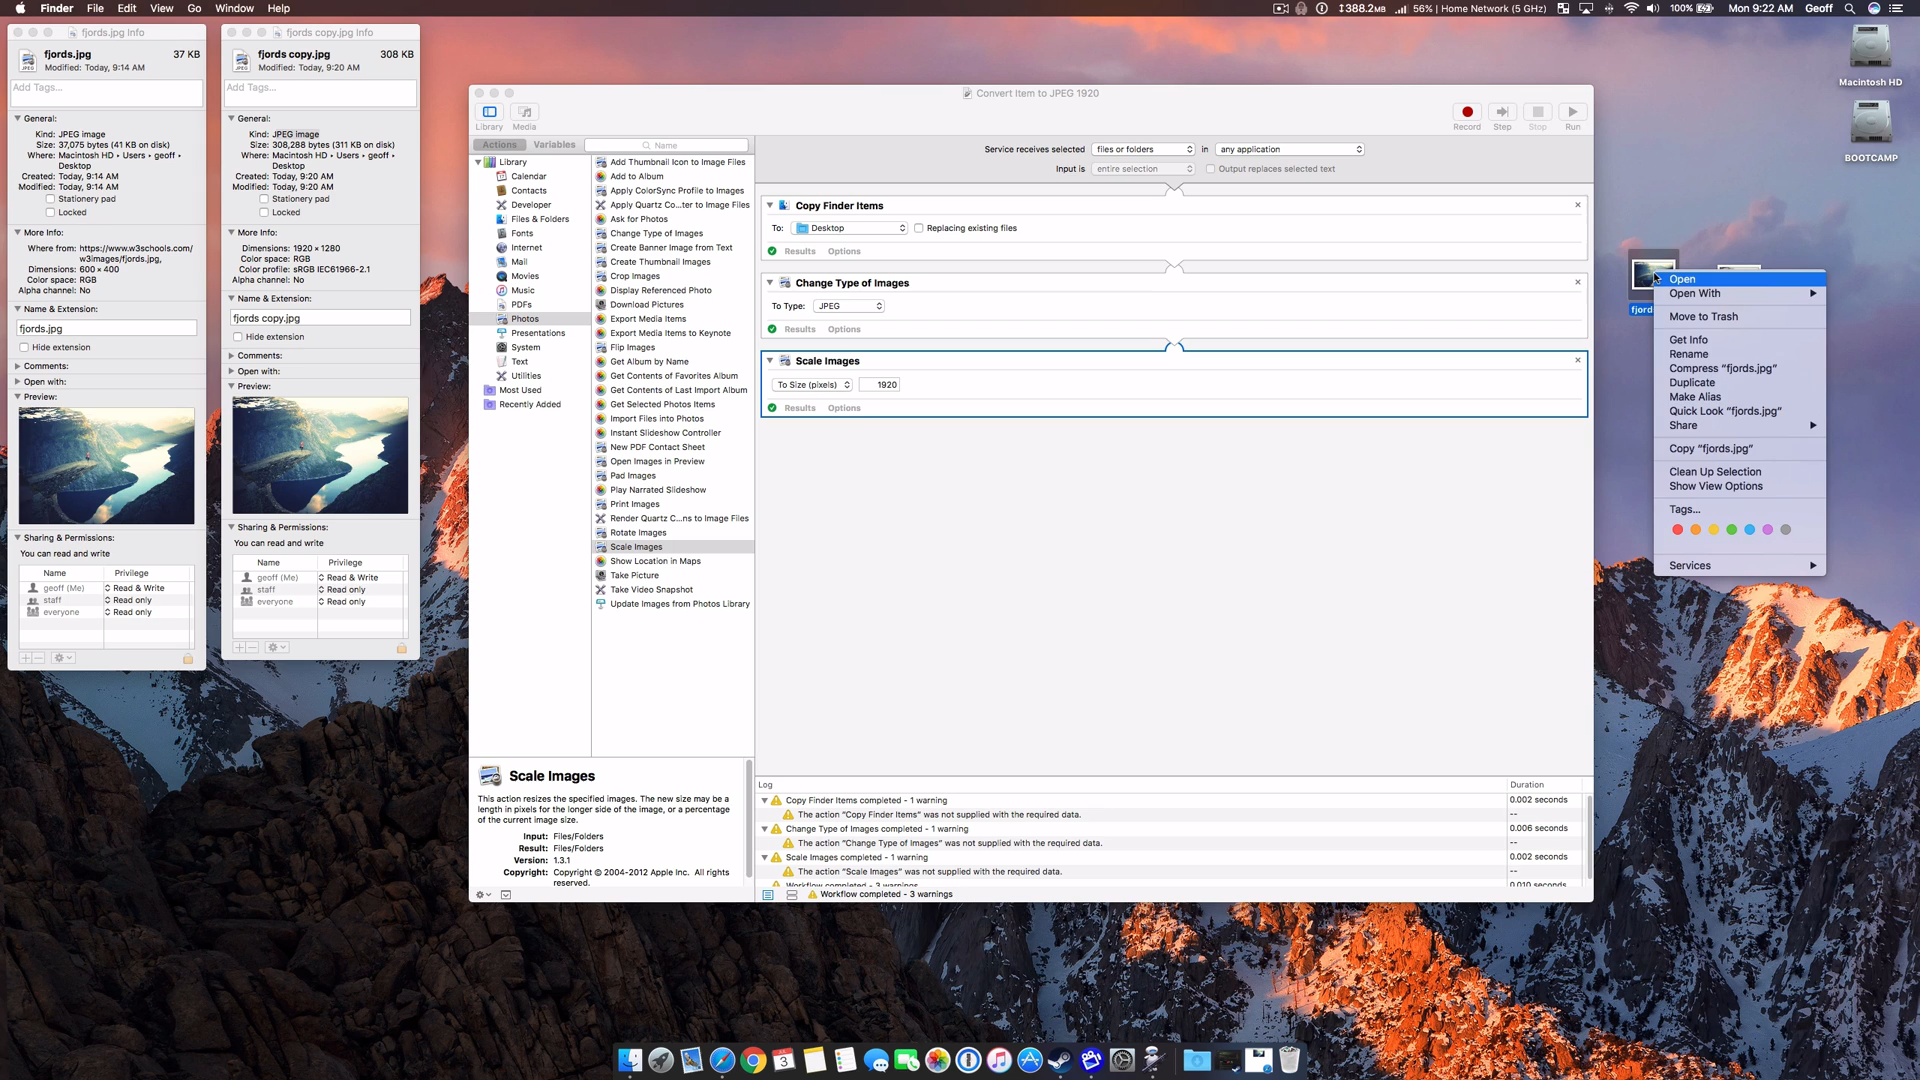 Finder File Edit View Go Window Help
388.2MB 56% | Home Network (5 GHz) 100% Mon 9:22 AM Geoff
fjords.jpg Info
fjords.jpg 37 KB
Modified: Today, 9:14 AM
Add Tags...
General:
Kind: JPEG image
Size: 37,075 bytes (41 KB on disk)
Where: Macintosh HD ▸ Users ▸ geoff ▸
Desktop
Created: Today, 9:14 AM
Modified: Today, 9:14 AM
Stationery pad
Locked
More Info:
Where from: https://www.w3schools.com/
w3images/fjords.jpg,
Dimensions: 600 × 400
Color space: RGB
Alpha channel: No
Name & Extension:
fjords.jpg
Hide extension
Comments:
Open with:
Preview:
Sharing & Permissions:
You can read and write
Name Privilege
geoff (Me) Read & Write
staff Read only
everyone Read only
fjords copy.jpg Info
fjords copy.jpg 308 KB
Modified: Today, 9:20 AM
Add Tags...
General:
Kind: JPEG image
Size: 308,288 bytes (311 KB on disk)
Where: Macintosh HD ▸ Users ▸ geoff ▸
Desktop
Created: Today, 9:20 AM
Modified: Today, 9:20 AM
Stationery pad
Locked
More Info:
Dimensions: 1920 × 1280
Color space: RGB
Color profile: sRGB IEC61966-2.1
Alpha channel: No
Name & Extension:
fjords copy.jpg
Hide extension
Comments:
Open with:
Preview:
Sharing & Permissions:
You can read and write
Name Privilege
geoff (Me) Read & Write
staff Read only
everyone Read only
Convert Item to JPEG 1920
Library Media
Record Step Stop Run
Actions Variables
Name
Library
Calendar
Contacts
Developer
Files & Folders
Fonts
Internet
Mail
Movies
Music
PDFs
Photos
Presentations
System
Text
Utilities
Most Used
Recently Added
Add Thumbnail Icon to Image Files
Add to Album
Apply ColorSync Profile to Images
Apply Quartz Co...ter to Image Files
Ask for Photos
Change Type of Images
Create Banner Image from Text
Create Thumbnail Images
Crop Images
Display Referenced Photo
Download Pictures
Export Media Items
Export Media Items to Keynote
Flip Images
Get Album by Name
Get Contents of Favorites Album
Get Contents of Last Import Album
Get Selected Photos Items
Import Files into Photos
Instant Slideshow Controller
New PDF Contact Sheet
Open Images in Preview
Pad Images
Play Narrated Slideshow
Print Images
Render Quartz C...ns to Image Files
Rotate Images
Scale Images
Show Location in Maps
Take Picture
Take Video Snapshot
Update Images from Photos Library
Scale Images
This action resizes the specified images. The new size may be a
length in pixels for the longer side of the image, or a percentage
of the current image size.
Input: Files/Folders
Result: Files/Folders
Version: 1.3.1
Copyright: Copyright © 2004-2012 Apple Inc. All rights
reserved.
Service receives selected files or folders in any application
Input is entire selection Output replaces selected text
Copy Finder Items
To: Desktop Replacing existing files
Results Options
Change Type of Images
To Type: JPEG
Results Options
Scale Images
To Size (pixels) 1920
Results Options
Log Duration
Copy Finder Items completed - 1 warning 0.002 seconds
The action "Copy Finder Items" was not supplied with the required data. --
Change Type of Images completed - 1 warning 0.006 seconds
The action "Change Type of Images" was not supplied with the required data. --
Scale Images completed - 1 warning 0.002 seconds
The action "Scale Images" was not supplied with the required data. --
Workflow completed - 3 warnings 0.010 seconds
Workflow completed - 3 warnings
Macintosh HD
BOOTCAMP
Open
Open With
Move to Trash
Get Info
Rename
Compress "fjords.jpg"
Duplicate
Make Alias
Quick Look "fjords.jpg"
Share
Copy "fjords.jpg"
Clean Up Selection
Show View Options
Tags...
Services
3